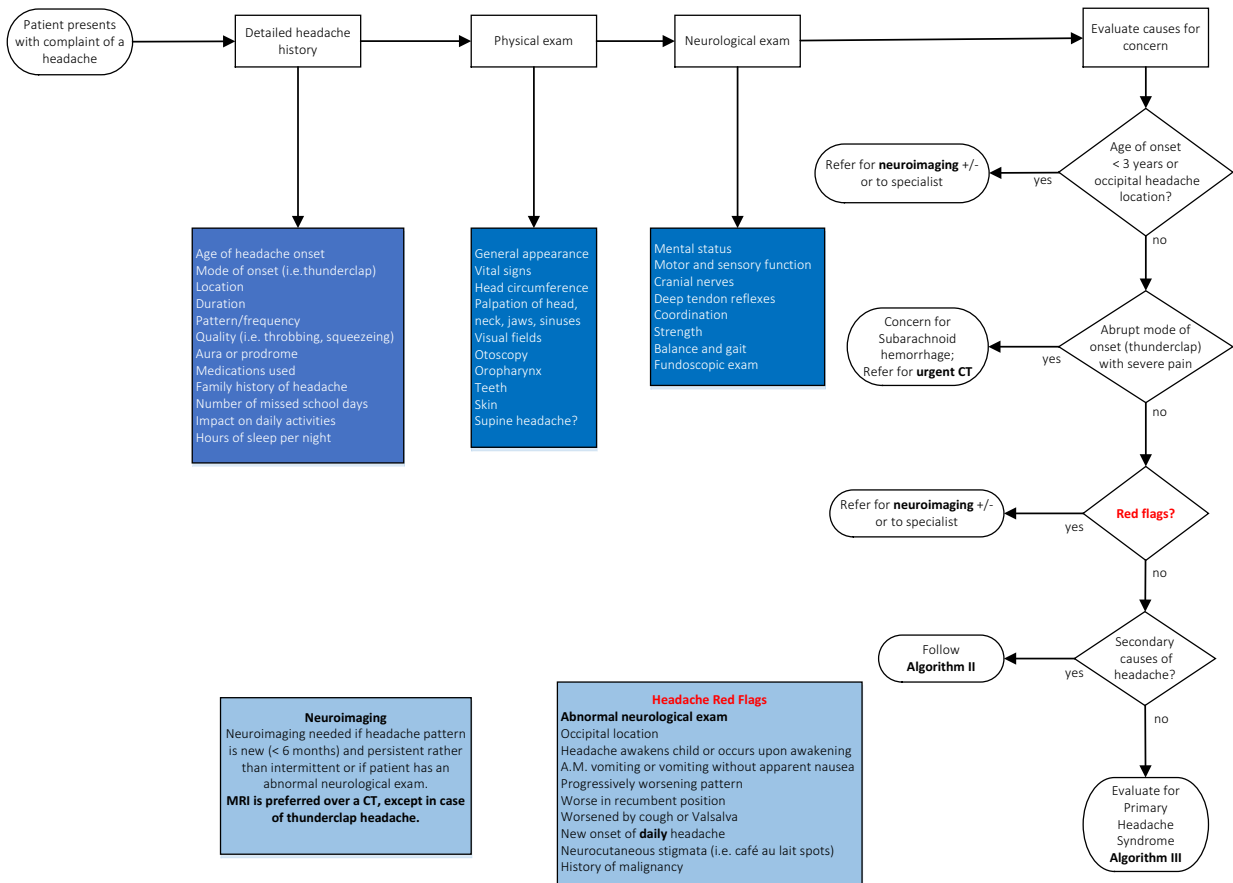 Patient presents
with complaint of a
headache
Detailed headache
history
Physical exam
Neurological exam
Evaluate causes for
concern
Age of onset
< 3 years or
occipital headache
location?
yes
Refer for neuroimaging +/-
or to specialist
no
Age of headache onset
Mode of onset (i.e.thunderclap)
Location
Duration
Pattern/frequency
Quality (i.e. throbbing, squeezeing)
Aura or prodrome
Medications used
Family history of headache
Number of missed school days
Impact on daily activities
Hours of sleep per night
General appearance
Vital signs
Head circumference
Palpation of head,
neck, jaws, sinuses
Visual fields
Otoscopy
Oropharynx
Teeth
Skin
Supine headache?
Mental status
Motor and sensory function
Cranial nerves
Deep tendon reflexes
Coordination
Strength
Balance and gait
Fundoscopic exam
Abrupt mode of
onset (thunderclap)
with severe pain
yes
Concern for
Subarachnoid
hemorrhage;
Refer for urgent CT
no
Red flags?
yes
Refer for neuroimaging +/-
or to specialist
no
Secondary
causes of
headache?
yes
Follow
Algorithm II
no
Evaluate for
Primary
Headache
Syndrome
Algorithm III
Neuroimaging
Neuroimaging needed if headache pattern
is new (< 6 months) and persistent rather
than intermittent or if patient has an
abnormal neurological exam.
MRI is preferred over a CT, except in case
of thunderclap headache.
Headache Red Flags
Abnormal neurological exam
Occipital location
Headache awakens child or occurs upon awakening
A.M. vomiting or vomiting without apparent nausea
Progressively worsening pattern
Worse in recumbent position
Worsened by cough or Valsalva
New onset of daily headache
Neurocutaneous stigmata (i.e. café au lait spots)
History of malignancy